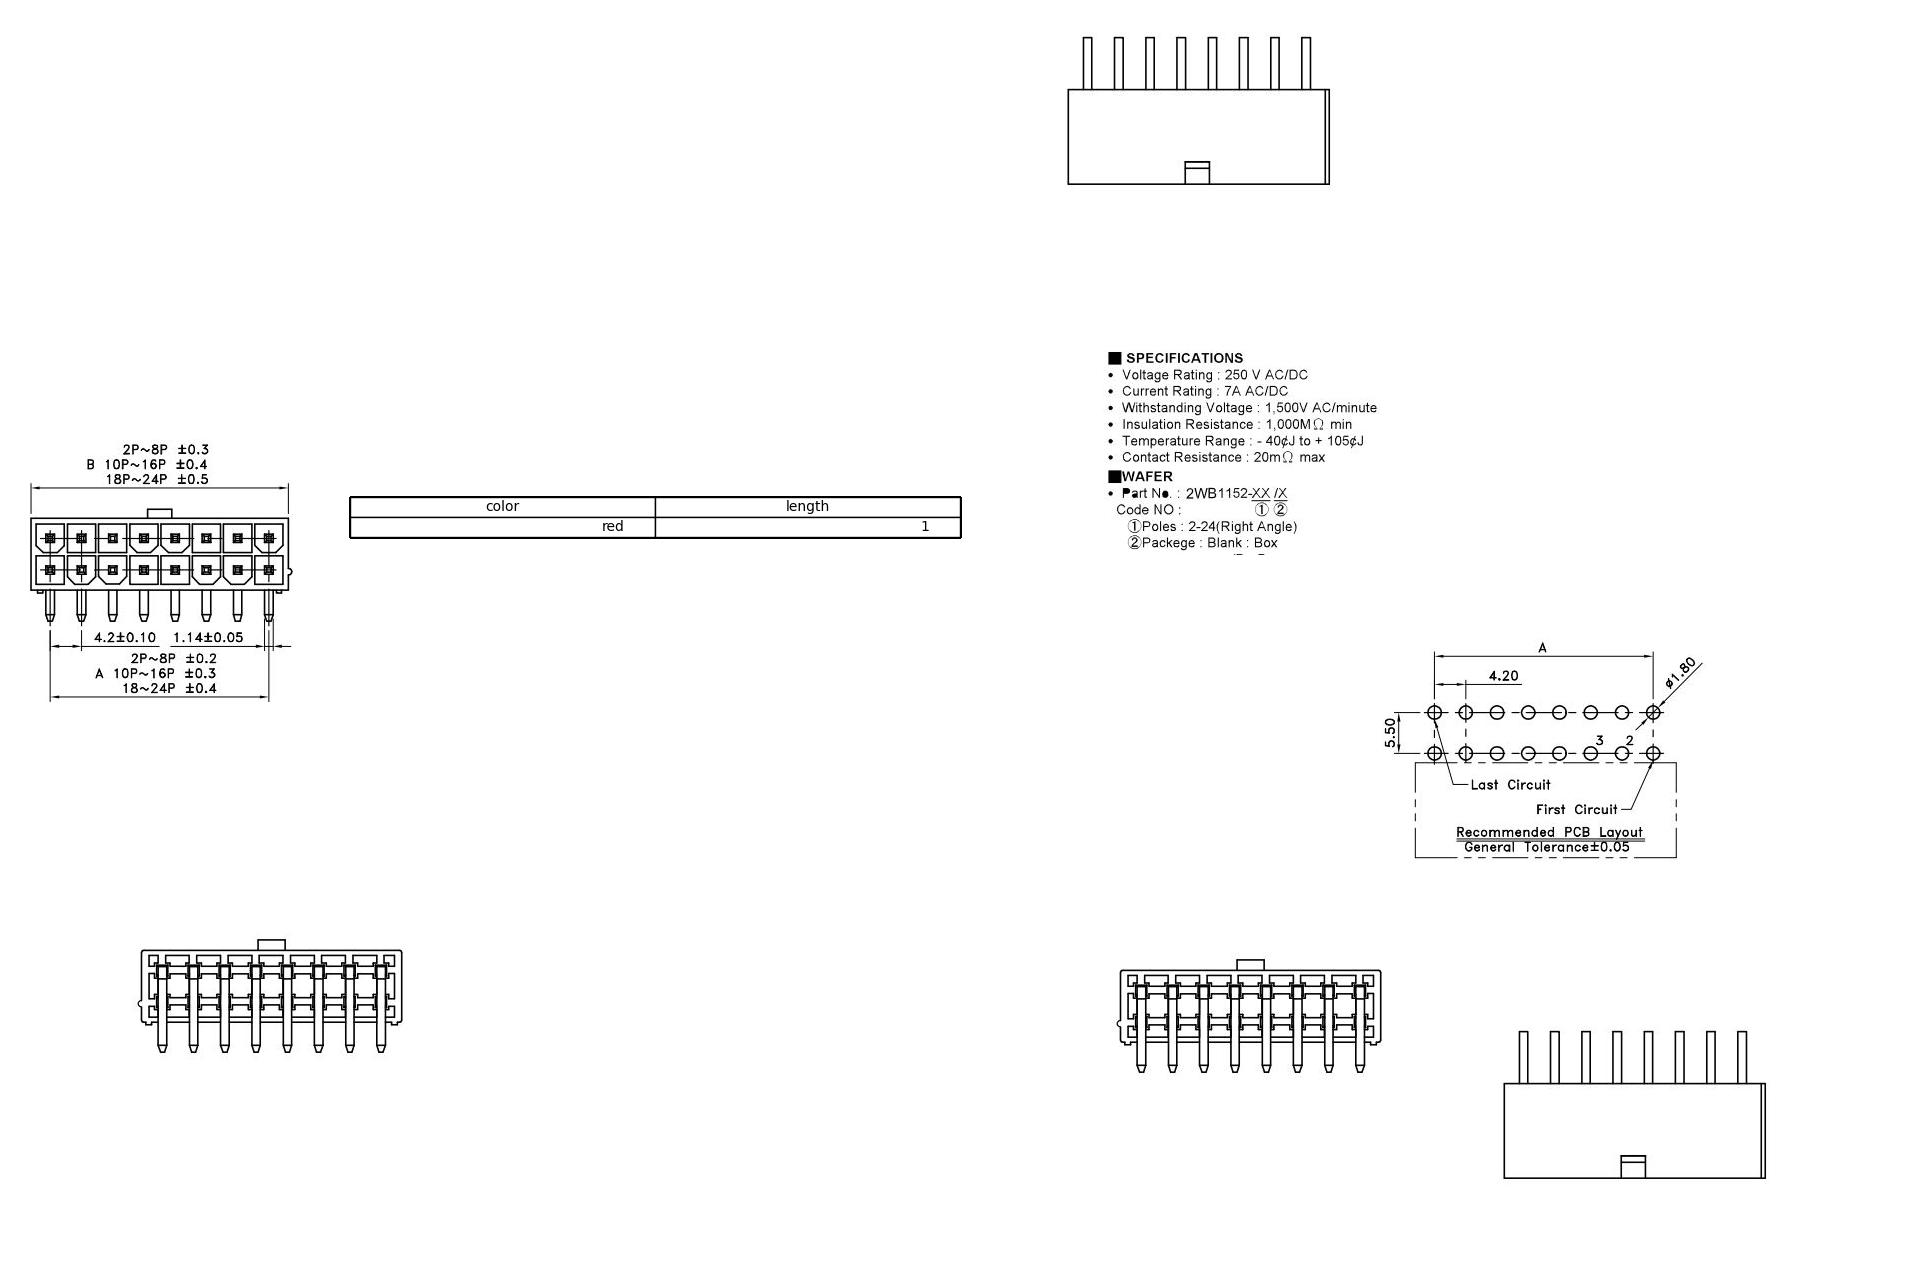 ■ SPECIFICATIONS
• Voltage Rating : 250 V AC/DC
• Current Rating : 7A AC/DC
• Withstanding Voltage : 1,500V AC/minute
• Insulation Resistance : 1,000MΩ min
• Temperature Range : - 40¢J to + 105¢J
• Contact Resistance : 20mΩ max
■WAFER
• Part No. : 2WB1152-XX /X
Code NO : ① ②
①Poles : 2-24(Right Angle)
②Packege : Blank : Box
2P~8P ±0.3
B 10P~16P ±0.4
18P~24P ±0.5
4.2±0.10 1.14±0.05
2P~8P ±0.2
A 10P~16P ±0.3
18~24P ±0.4
color length
red 1
A
4.20
ø1.80
5.50
3 2
Last Circuit
First Circuit
Recommended PCB Layout
General Tolerance±0.05